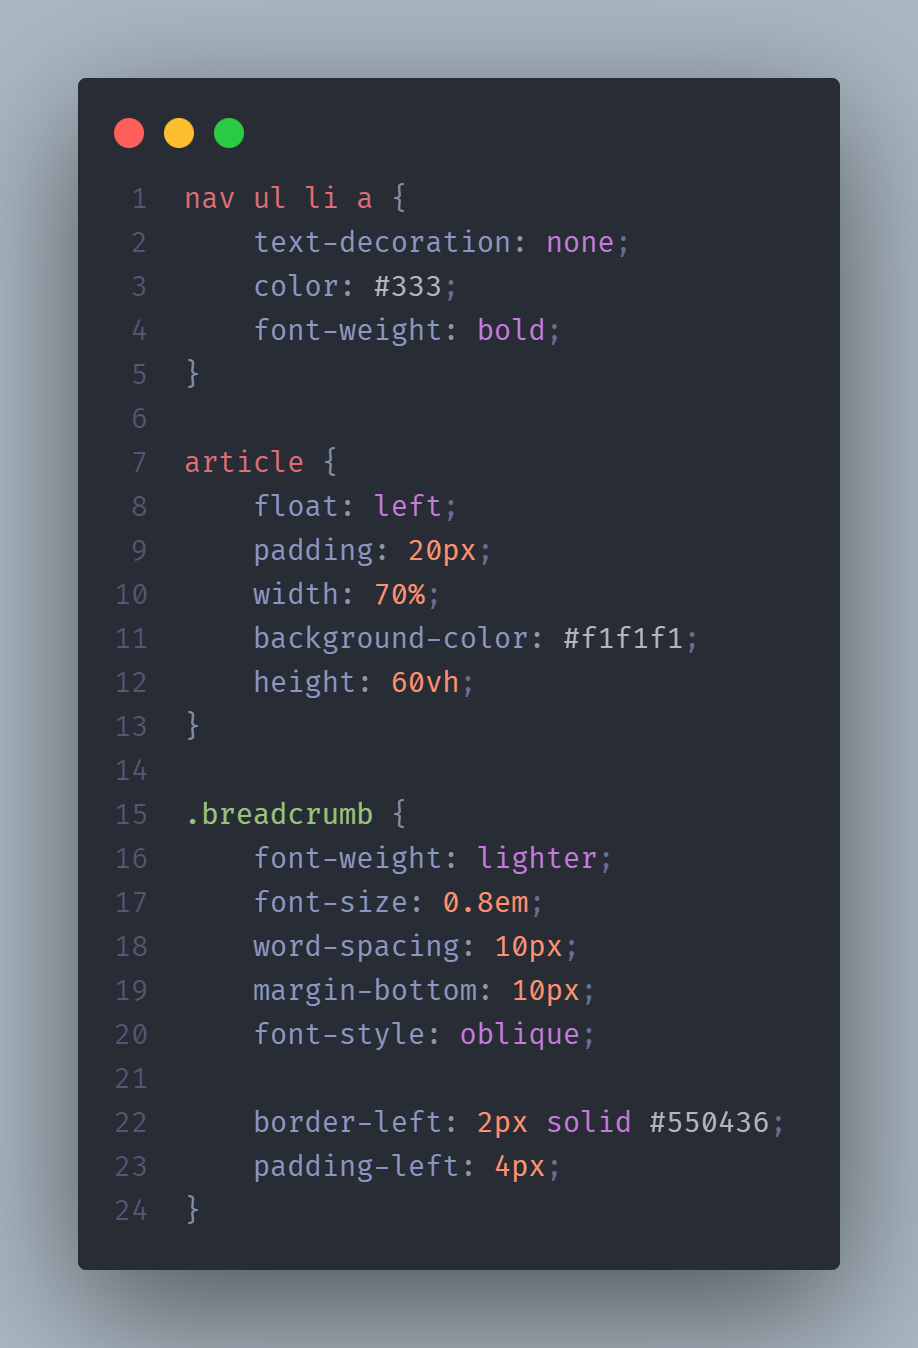 1 nav ul li a {
2     text-decoration: none;
3     color: #333;
4     font-weight: bold;
5 }
6
7 article {
8     float: left;
9     padding: 20px;
10     width: 70%;
11     background-color: #f1f1f1;
12     height: 60vh;
13 }
14
15 .breadcrumb {
16     font-weight: lighter;
17     font-size: 0.8em;
18     word-spacing: 10px;
19     margin-bottom: 10px;
20     font-style: oblique;
21
22     border-left: 2px solid #550436;
23     padding-left: 4px;
24 }